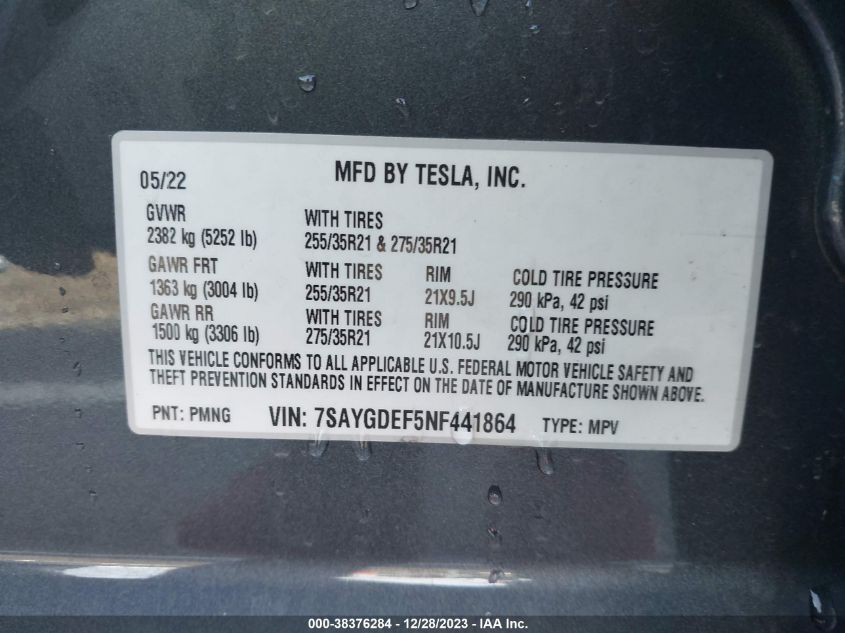 05/22 MFD BY TESLA, INC.
GVWR WITH TIRES
2382 kg (5252 lb) 255/35R21 & 275/35R21
GAWR FRT WITH TIRES RIM COLD TIRE PRESSURE
1363 kg (3004 lb) 255/35R21 21X9.5J 290 kPa, 42 psi
GAWR RR WITH TIRES RIM COLD TIRE PRESSURE
1500 kg (3306 lb) 275/35R21 21X10.5J 290 kPa, 42 psi
THIS VEHICLE CONFORMS TO ALL APPLICABLE U.S. FEDERAL MOTOR VEHICLE SAFETY AND
THEFT PREVENTION STANDARDS IN EFFECT ON THE DATE OF MANUFACTURE SHOWN ABOVE.
PNT: PMNG VIN: 7SAYGDEF5NF441864 TYPE: MPV
000-38376284 - 12/28/2023 - IAA Inc.